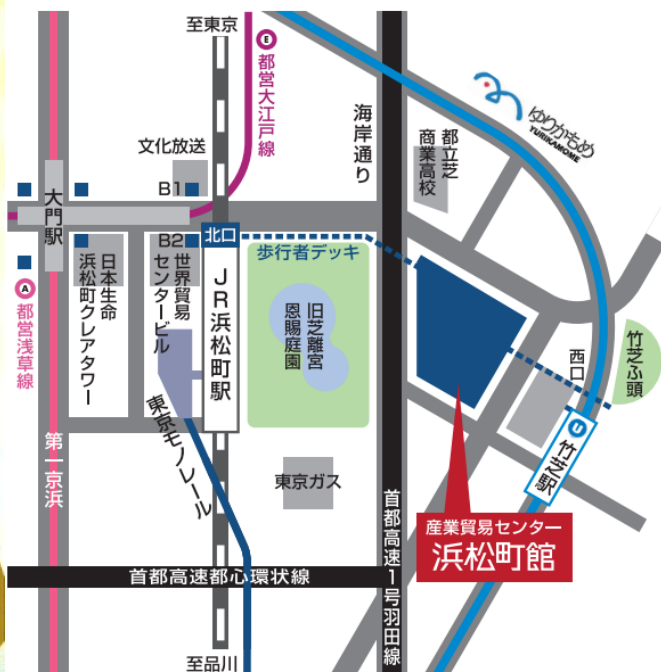 至東京
E
都営大江戸線
海岸通り
ゆりかもめ
YURIKAMOME
都立芝
商業高校
文化放送
B1
大門駅
B2
北口
歩行者デッキ
日本生命
浜松町クレアタワー
世界貿易
センタービル
JR浜松町駅
旧芝離宮
恩賜庭園
A
都営浅草線
竹芝ふ頭
西口
U
竹芝駅
東京モノレール
第一京浜
東京ガス
首都高速1号羽田線
産業貿易センター
浜松町館
首都高速都心環状線
至品川